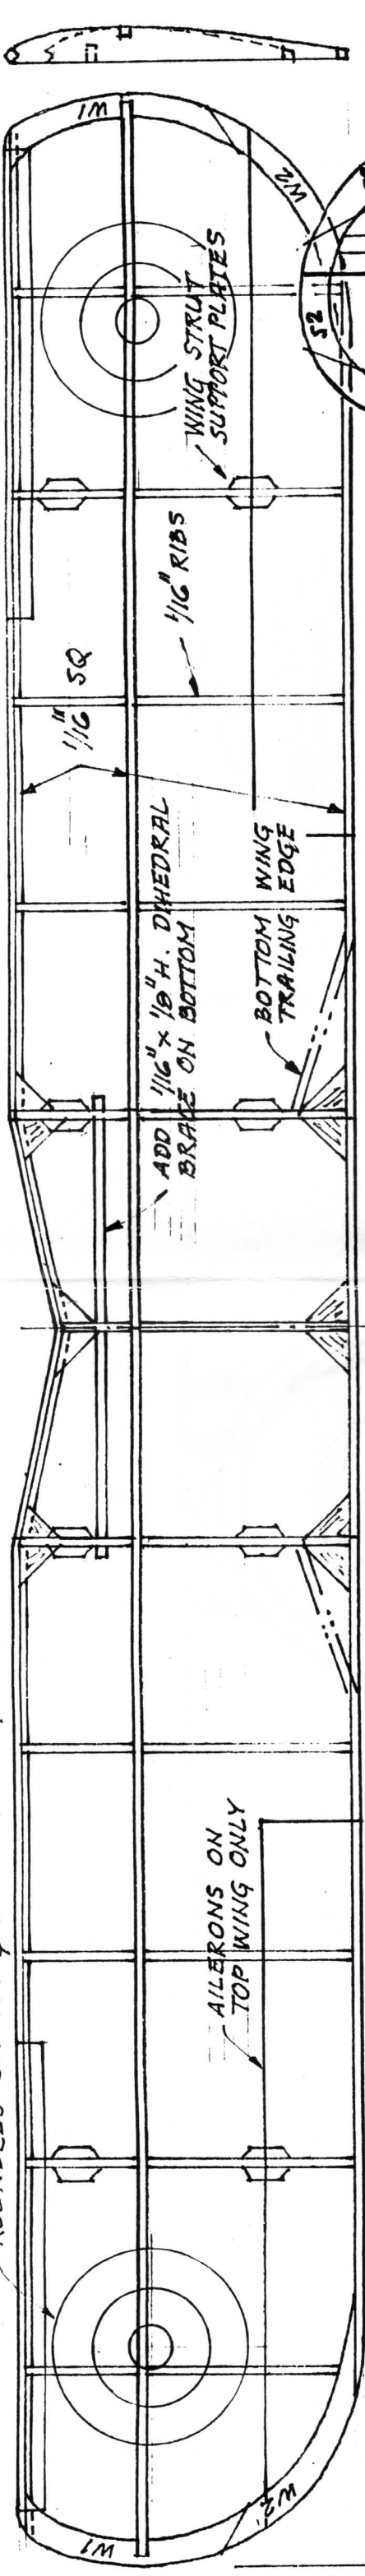 W1
W2
S2
WING STRUT
SUPPORT PLATES
1/16" RIBS
1/16" SQ
ADD 1/16" x 1/8" H. DIHEDRAL
BRACE ON BOTTOM
BOTTOM WING
TRAILING EDGE
AILERONS ON
TOP WING ONLY
W1
W2